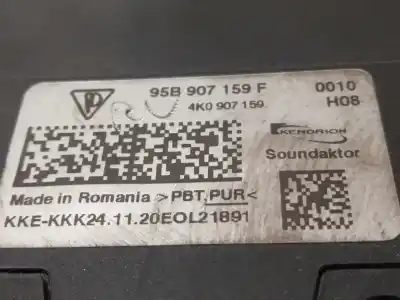 95B 907 159 F 0010
4K0 907 159 H08
KENDRION
Soundaktor
Made in Romania >PBT,PUR<
KKE-KKK24.11.20EOL21891